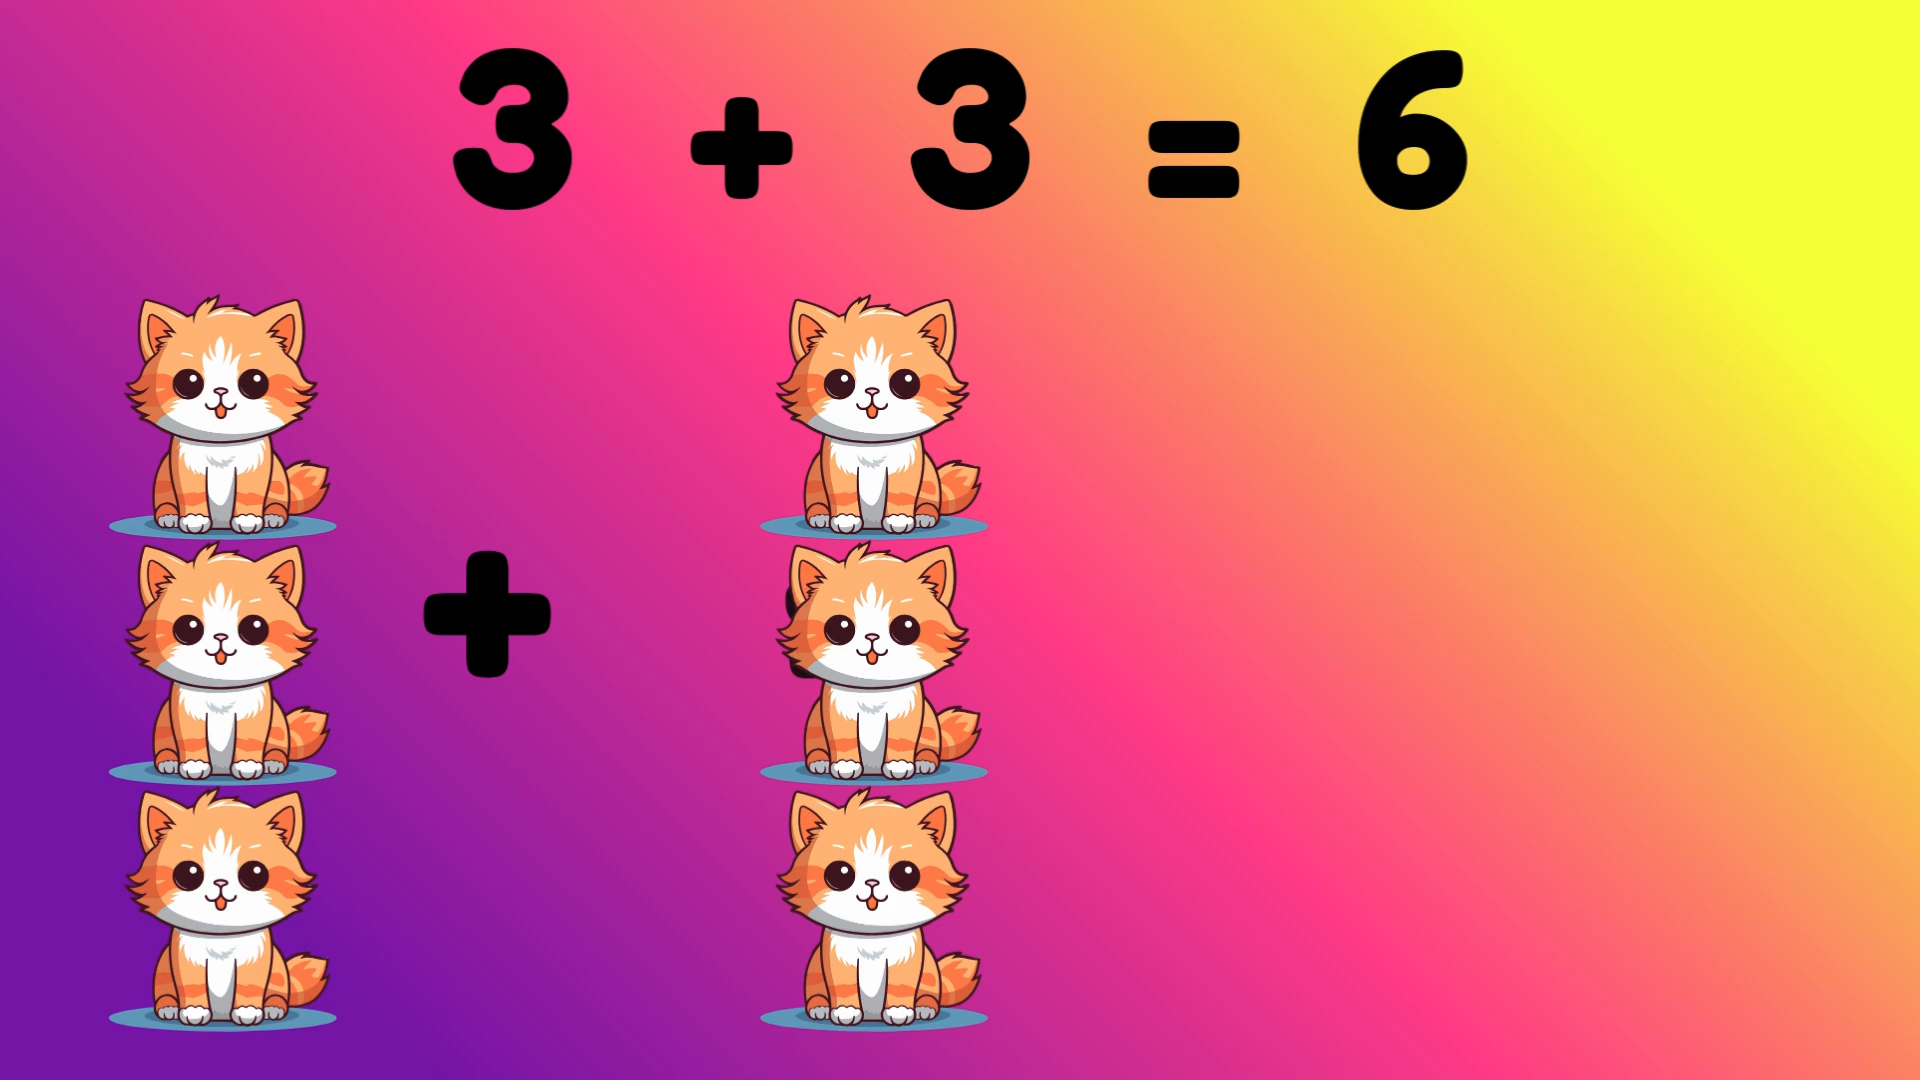 3 + 3 = 6
+